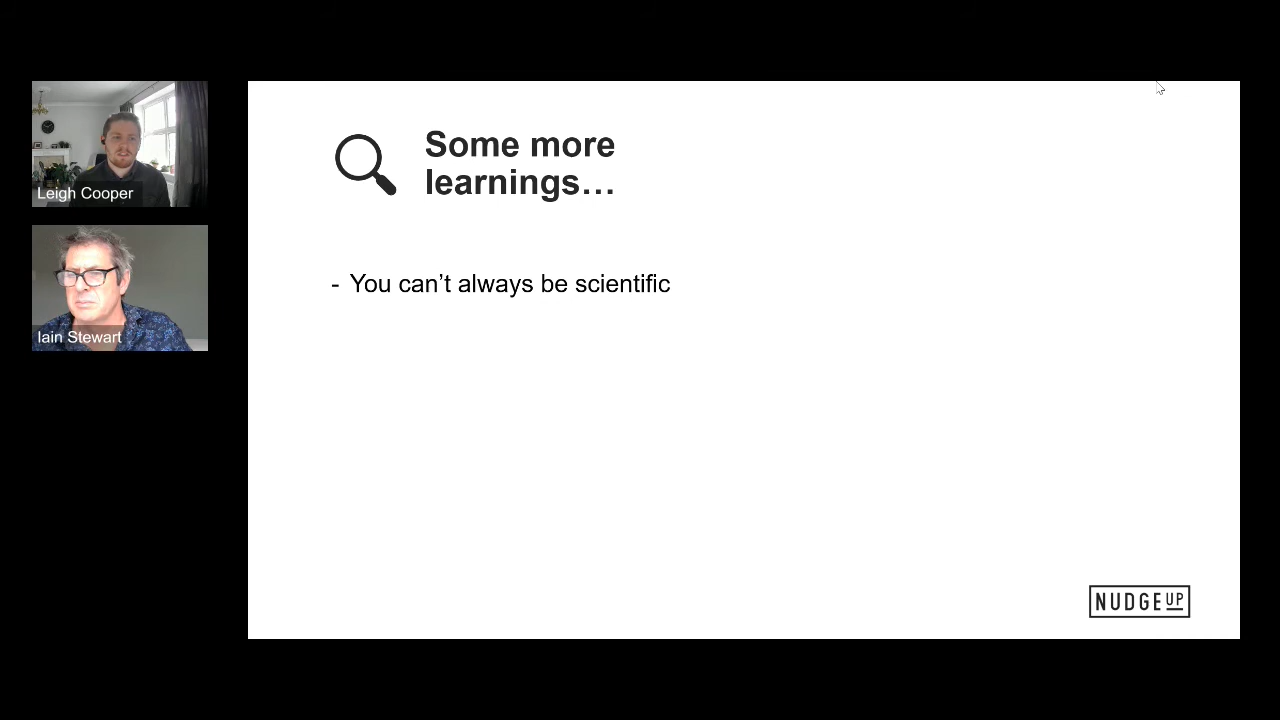 Leigh Cooper
Iain Stewart
Some more
learnings…
- You can’t always be scientific
NUDGE UP